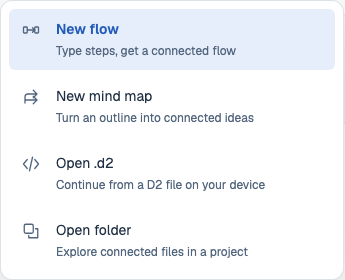 New flow
Type steps, get a connected flow
New mind map
Turn an outline into connected ideas
Open .d2
Continue from a D2 file on your device
Open folder
Explore connected files in a project